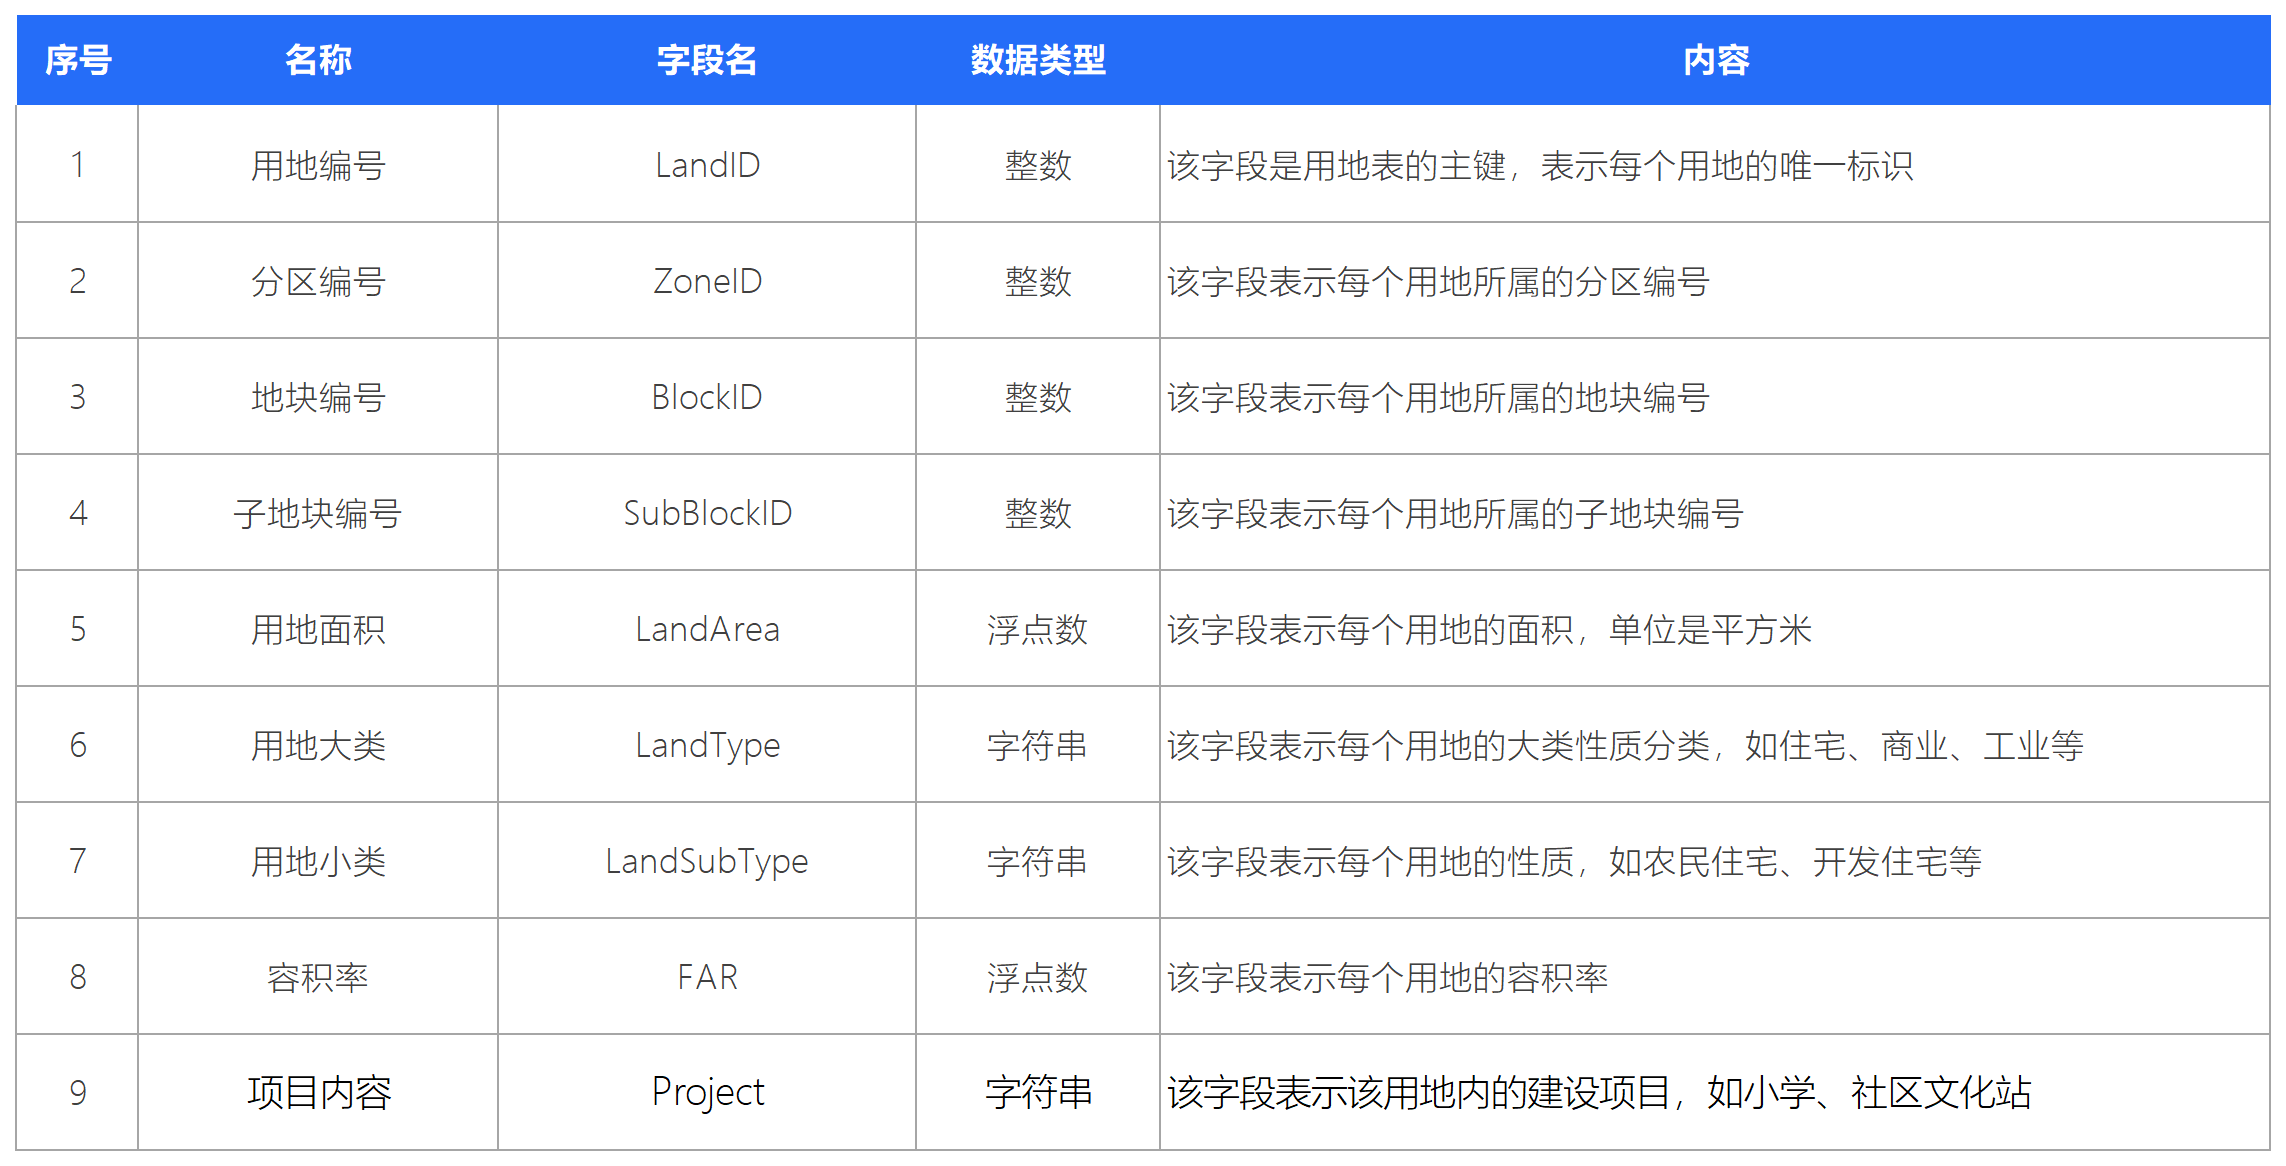 序号 名称 字段名 数据类型 内容
1 用地编号 LandID 整数 该字段是用地表的主键，表示每个用地的唯一标识
2 分区编号 ZoneID 整数 该字段表示每个用地所属的分区编号
3 地块编号 BlockID 整数 该字段表示每个用地所属的地块编号
4 子地块编号 SubBlockID 整数 该字段表示每个用地所属的子地块编号
5 用地面积 LandArea 浮点数 该字段表示每个用地的面积，单位是平方米
6 用地大类 LandType 字符串 该字段表示每个用地的大类性质分类，如住宅、商业、工业等
7 用地小类 LandSubType 字符串 该字段表示每个用地的性质，如农民住宅、开发住宅等
8 容积率 FAR 浮点数 该字段表示每个用地的容积率
9 项目内容 Project 字符串 该字段表示该用地内的建设项目，如小学、社区文化站